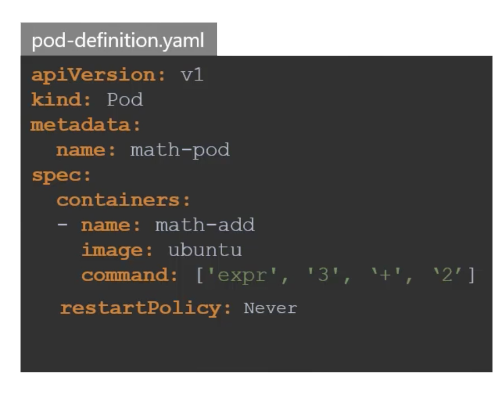 pod-definition.yaml
apiVersion: v1
kind: Pod
metadata:
  name: math-pod
spec:
  containers:
  - name: math-add
    image: ubuntu
    command: ['expr', '3', ‘+', ‘2’]
  restartPolicy: Never